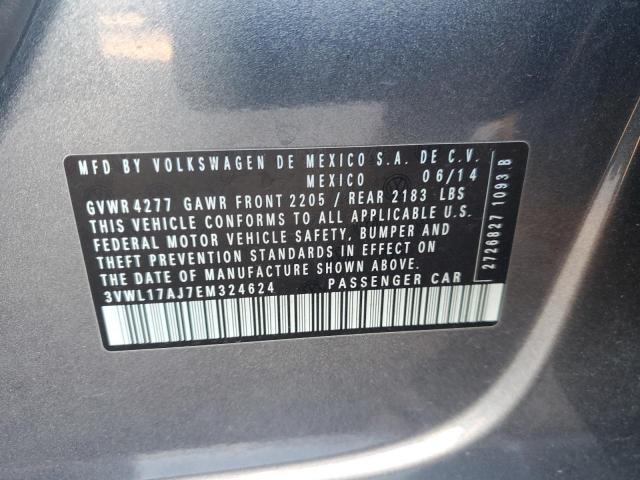 MFD BY VOLKSWAGEN DE MEXICO S.A. DE C.V.
MEXICO 06/14
GVWR 4277 GAWR FRONT 2205 / REAR 2183 LBS
THIS VEHICLE CONFORMS TO ALL APPLICABLE U.S.
FEDERAL MOTOR VEHICLE SAFETY, BUMPER AND
THEFT PREVENTION STANDARDS IN EFFECT ON
THE DATE OF MANUFACTURE SHOWN ABOVE.
3VWL17AJ7EM324624 PASSENGER CAR
2726827 1093 B